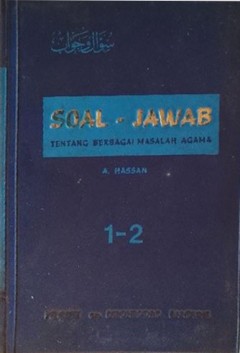 سؤال وجواب
SOAL - JAWAB
TENTANG BERBAGAI MASALAH AGAMA
A. HASSAN
1-2